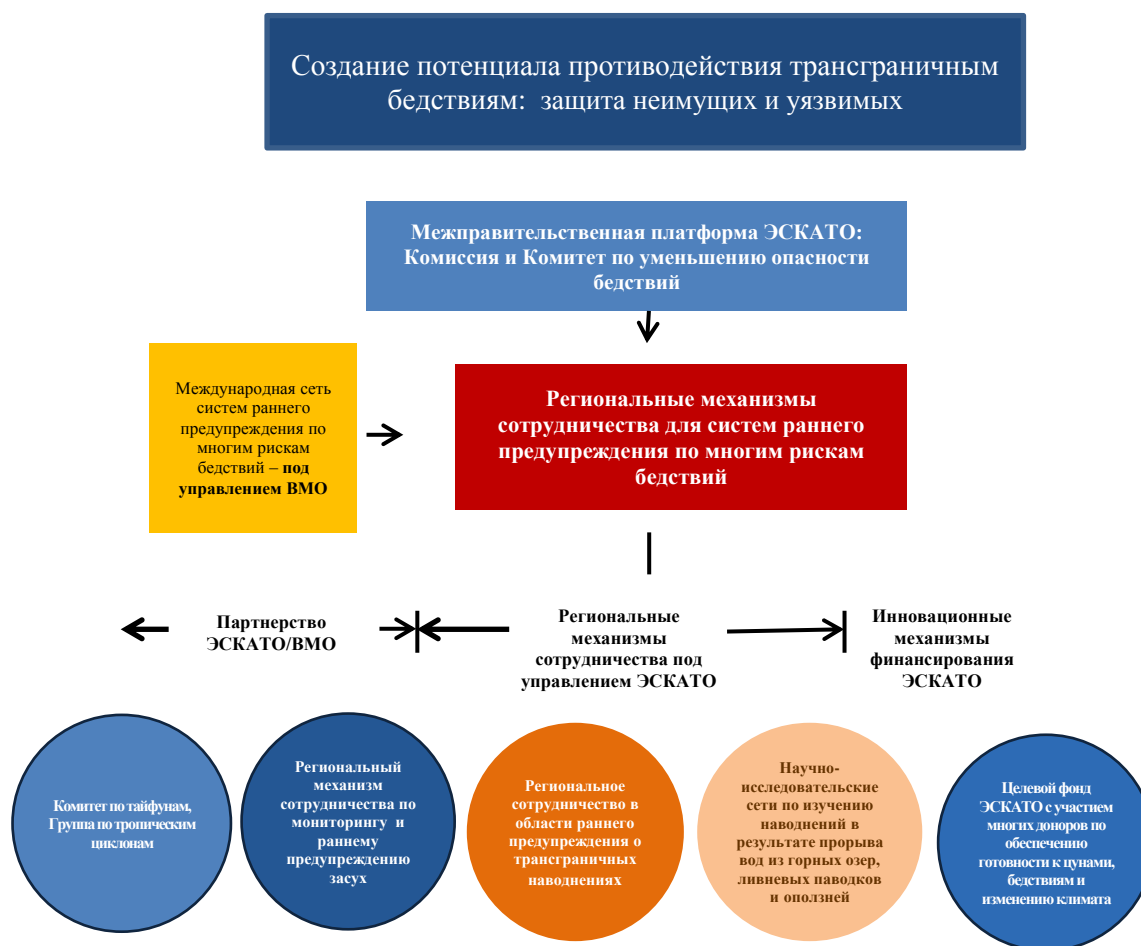 Создание потенциала противодействия трансграничным
бедствиям: защита неимущих и уязвимых
Межправительственная платформа ЭСКАТО:
Комиссия и Комитет по уменьшению опасности
бедствий
Международная сеть
систем раннего
предупреждения по
многим рискам
бедствий – под
управлением ВМО
Региональные механизмы
сотрудничества для систем раннего
предупреждения по многим рискам
бедствий
Партнерство
ЭСКАТО/ВМО
Региональные
механизмы
сотрудничества под
управлением ЭСКАТО
Инновационные
механизмы
финансирования
ЭСКАТО
Комитет по тайфунам,
Группа по тропическим
циклонам
Региональный
механизм
сотрудничества по
мониторингу и
раннему
предупреждению
засух
Региональное
сотрудничество в
области раннего
предупреждения о
трансграничных
наводнениях
Научно-
исследовательские
сети по изучению
наводнений в
результате прорыва
вод из горных озер,
ливневых паводков
и оползней
Целевой фонд
ЭСКАТО с участием
многих доноров по
обеспечению
готовности к цунами,
бедствиям и
изменению климата